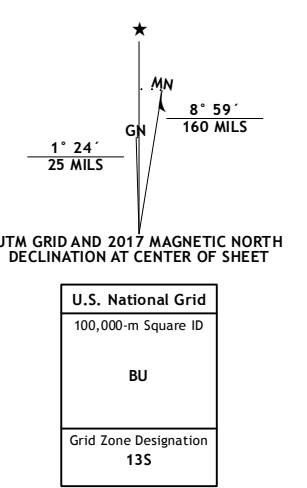 ★
MN
8° 59´
160 MILS
GN
1° 24´
25 MILS
UTM GRID AND 2017 MAGNETIC NORTH
DECLINATION AT CENTER OF SHEET
U.S. National Grid
100,000-m Square ID
BU
Grid Zone Designation
13S